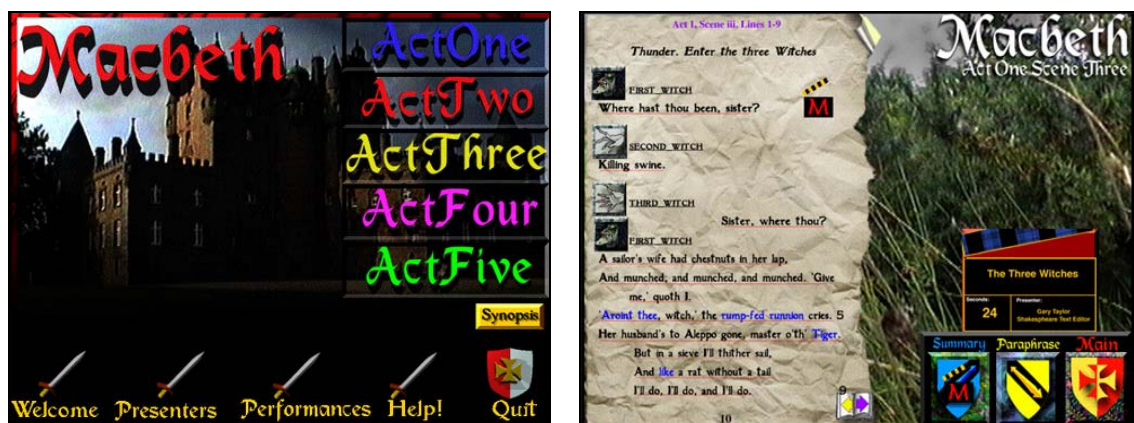 Macbeth
ActOne
ActTwo
ActThree
ActFour
ActFive
Synopsis
Welcome
Presenters
Performances
Help!
Quit
Act I, Scene iii, Lines 1-9
Thunder. Enter the three Witches
FIRST WITCH
Where hast thou been, sister?
M
SECOND WITCH
Killing swine.
THIRD WITCH
Sister, where thou?
FIRST WITCH
A sailor's wife had chestnuts in her lap,
And munched, and munched, and munched. 'Give
me,' quoth I.
'Aroint thee, witch,' the rump-fed runnion cries. 5
Her husband's to Aleppo gone, master o'th' Tiger.
But in a sieve I'll thither sail,
And like a rat without a tail
I'll do, I'll do, and I'll do.
9
10
Macbeth
Act One Scene Three
The Three Witches
Seconds:
24
Presenter:
Gary Taylor
Shakespheare Text Editor
Summary
Paraphrase
Main
M